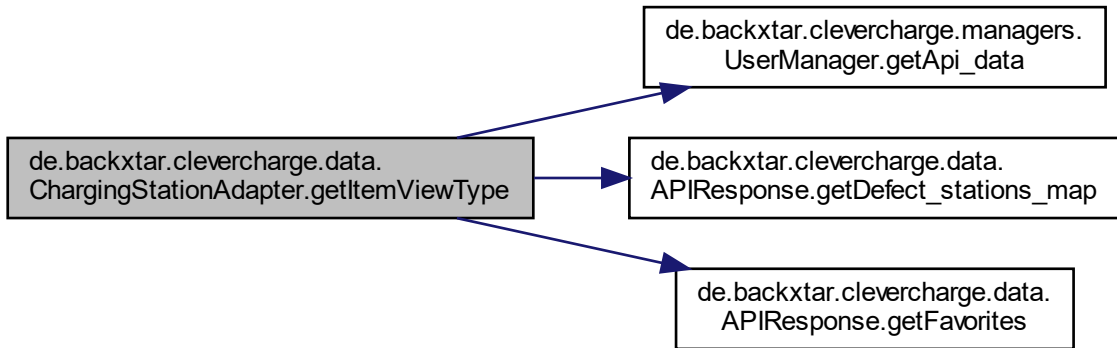 de.backxtar.clevercharge.managers.
UserManager.getApi_data
de.backxtar.clevercharge.data.
ChargingStationAdapter.getItemViewType
de.backxtar.clevercharge.data.
APIResponse.getDefect_stations_map
de.backxtar.clevercharge.data.
APIResponse.getFavorites